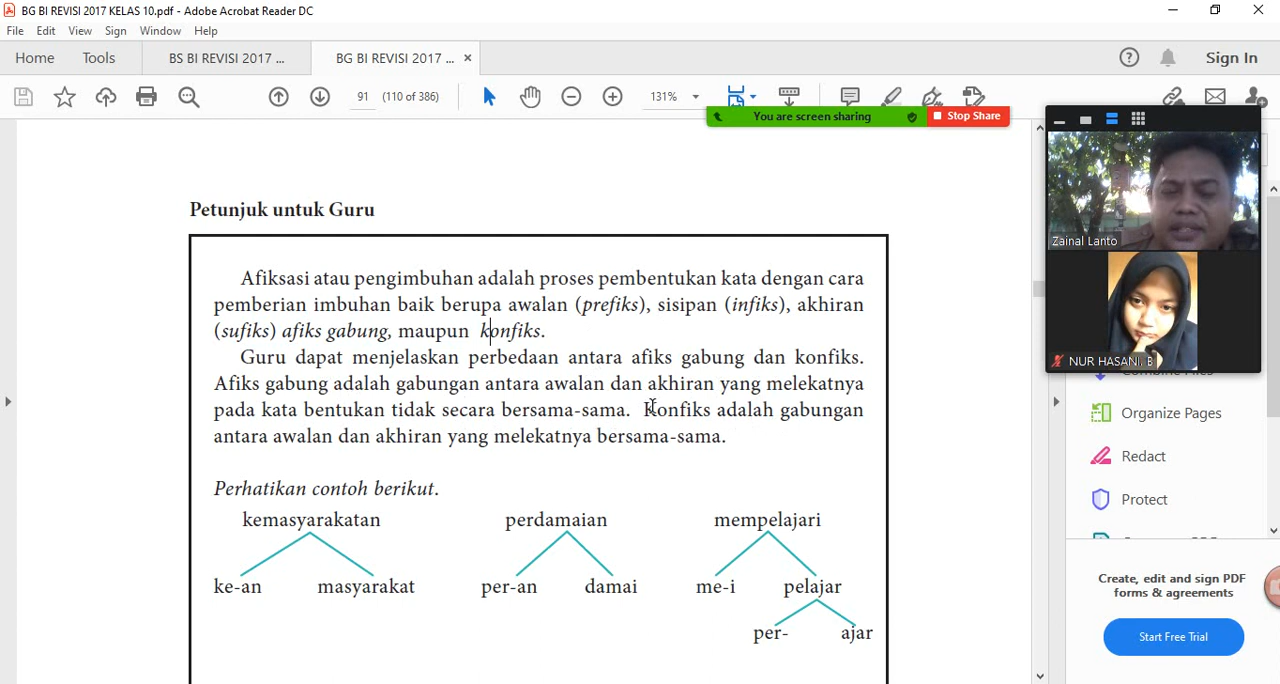 BG BI REVISI 2017 KELAS 10.pdf - Adobe Acrobat Reader DC
File Edit View Sign Window Help
Home Tools BS BI REVISI 2017 ... BG BI REVISI 2017 ... × Sign In
91 (110 of 386) 131%
You are screen sharing Stop Share
Zainal Lanto
NUR HASANI, B
Petunjuk untuk Guru
Afiksasi atau pengimbuhan adalah proses pembentukan kata dengan cara
pemberian imbuhan baik berupa awalan (prefiks), sisipan (infiks), akhiran
(sufiks) afiks gabung, maupun konfiks.
Guru dapat menjelaskan perbedaan antara afiks gabung dan konfiks.
Afiks gabung adalah gabungan antara awalan dan akhiran yang melekatnya
pada kata bentukan tidak secara bersama-sama. Konfiks adalah gabungan
antara awalan dan akhiran yang melekatnya bersama-sama.
Perhatikan contoh berikut.
kemasyarakatan perdamaian mempelajari
ke-an masyarakat per-an damai me-i pelajar
per- ajar
Organize Pages
Redact
Protect
Create, edit and sign PDF
forms & agreements
Start Free Trial